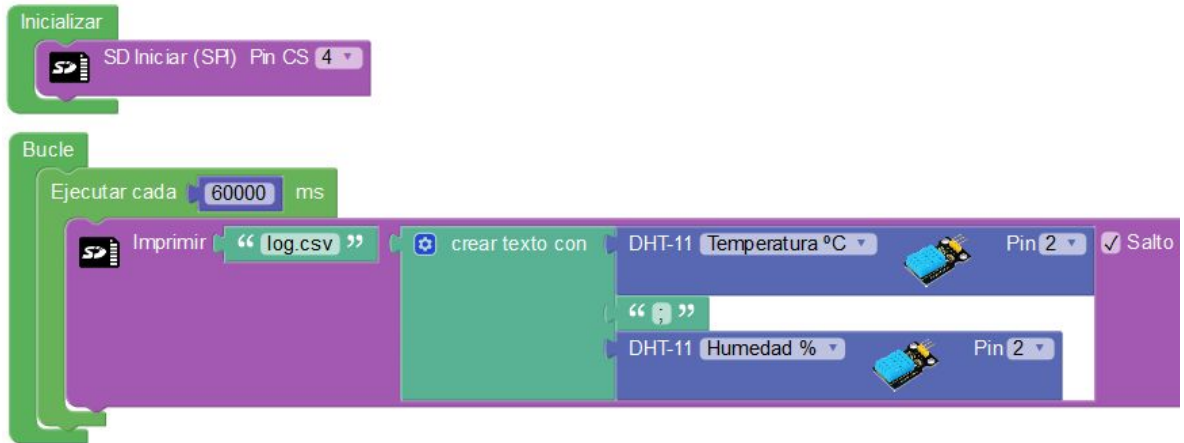 Inicializar
SD Iniciar (SPI) Pin CS 4
Bucle
Ejecutar cada 60000 ms
Imprimir “ log.csv ” crear texto con DHT-11 Temperatura ºC Pin 2 Salto
“ ; ”
DHT-11 Humedad % Pin 2